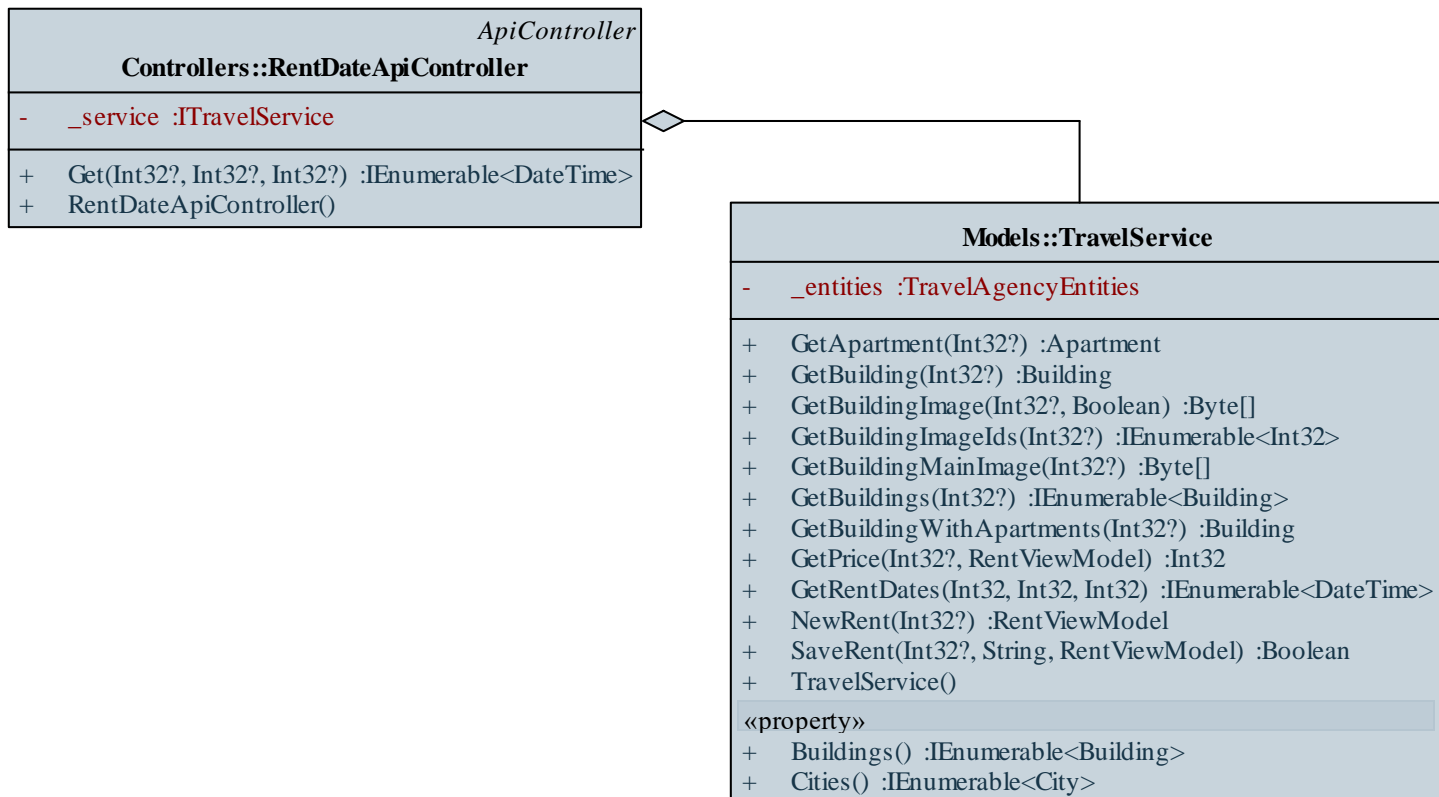 ApiController
Controllers::RentDateApiController
- _service :ITravelService
+ Get(Int32?, Int32?, Int32?) :IEnumerable<DateTime>
+ RentDateApiController()
Models::TravelService
- _entities :TravelAgencyEntities
+ GetApartment(Int32?) :Apartment
+ GetBuilding(Int32?) :Building
+ GetBuildingImage(Int32?, Boolean) :Byte[]
+ GetBuildingImageIds(Int32?) :IEnumerable<Int32>
+ GetBuildingMainImage(Int32?) :Byte[]
+ GetBuildings(Int32?) :IEnumerable<Building>
+ GetBuildingWithApartments(Int32?) :Building
+ GetPrice(Int32?, RentViewModel) :Int32
+ GetRentDates(Int32, Int32, Int32) :IEnumerable<DateTime>
+ NewRent(Int32?) :RentViewModel
+ SaveRent(Int32?, String, RentViewModel) :Boolean
+ TravelService()
«property»
+ Buildings() :IEnumerable<Building>
+ Cities() :IEnumerable<City>